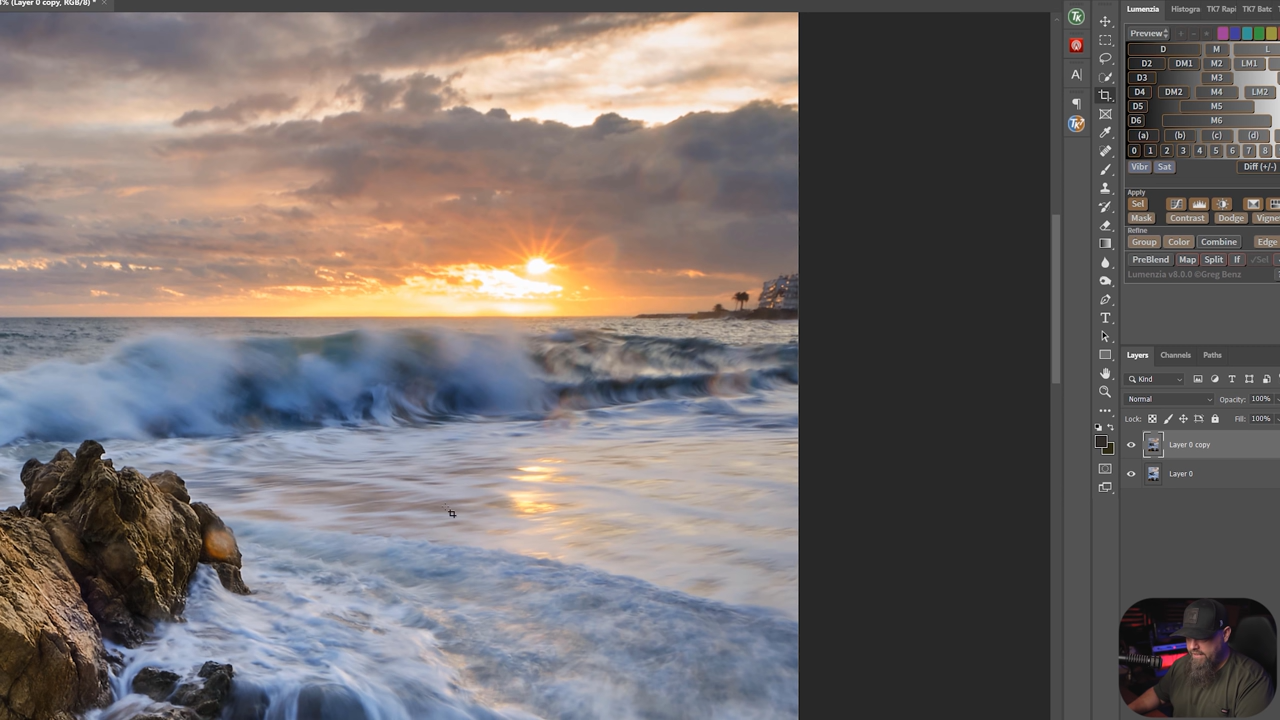 % (Layer 0 copy, RGB/8) *
Lumenzia Histogra TK7 Rapi TK7 Batc
Preview
D M L
D2 DM1 M2 LM1
D3 M3
D4 DM2 M4 LM2
D5 M5
D6 M6
(a) (b) (c) (d)
0 1 2 3 4 5 6 7 8
Vibr Sat Diff (+/-)
Apply
Sel
Mask Contrast Dodge Vigne
Refine
Group Color Combine Edge
PreBlend Map Split If √Sel
Lumenzia v8.0.0 ©Greg Benz
Layers Channels Paths
Kind
Normal Opacity: 100%
Lock: Fill: 100%
Layer 0 copy
Layer 0